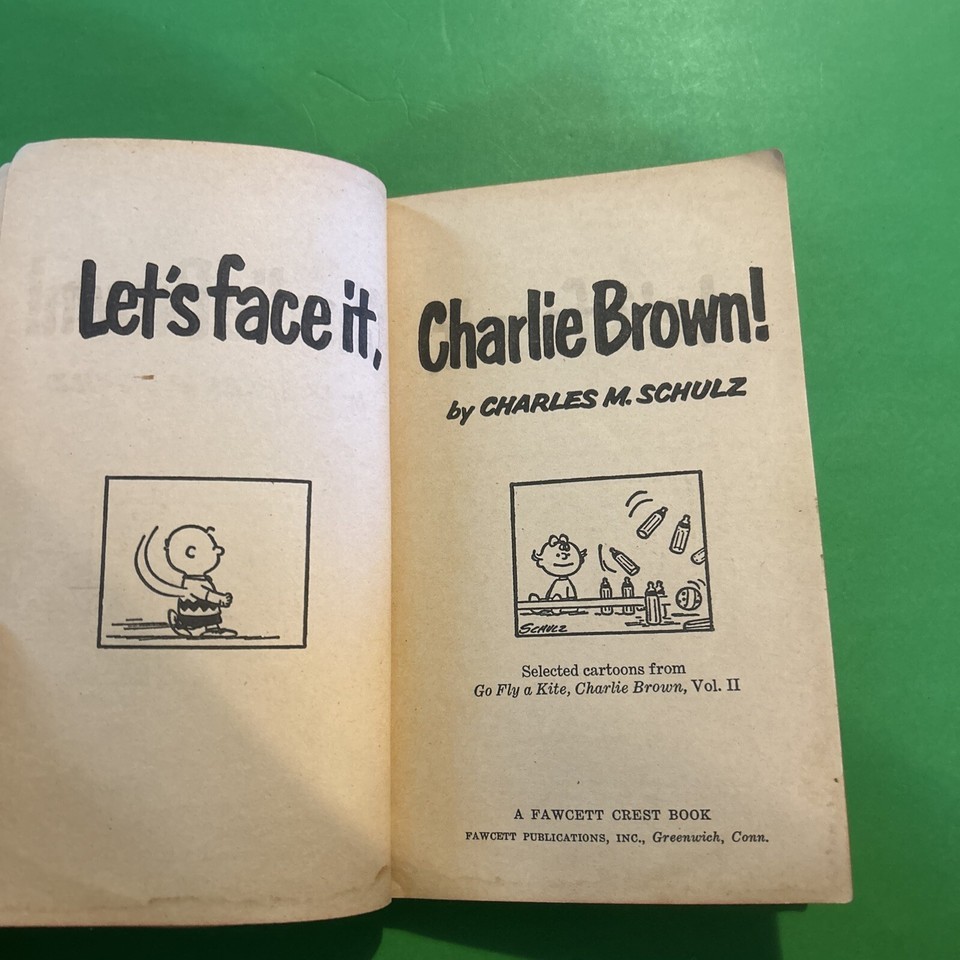 Let's face it,
Charlie Brown!
by CHARLES M. SCHULZ
SCHULZ
Selected cartoons from
Go Fly a Kite, Charlie Brown, Vol. II
A FAWCETT CREST BOOK
FAWCETT PUBLICATIONS, INC., Greenwich, Conn.